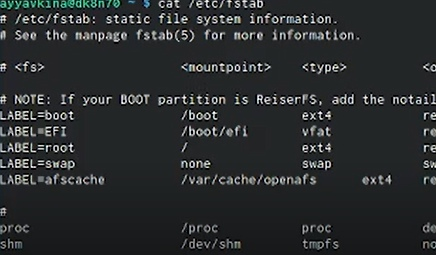 ayyavkina@dk8n70 ~ $ cat /etc/fstab
# /etc/fstab: static file system information.
# See the manpage fstab(5) for more information.
# <fs> <mountpoint> <type> <o
# NOTE: If your BOOT partition is ReiserFS, add the notail
LABEL=boot /boot ext4 re
LABEL=EFI /boot/efi vfat re
LABEL=root / ext4 re
LABEL=swap none swap sw
LABEL=afscache /var/cache/openafs ext4 re
#
proc /proc proc de
shm /dev/shm tmpfs no